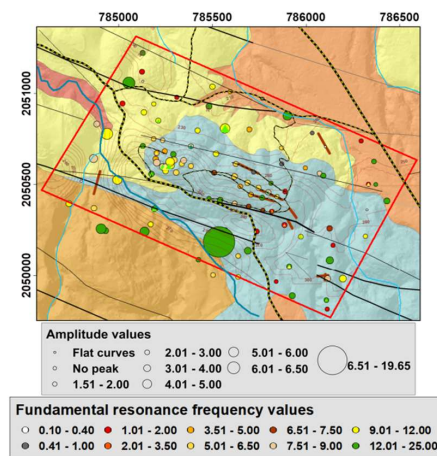 785000 785500 786000 786500
2051000
2050500
2050000
Amplitude values
Flat curves
No peak
1.51 - 2.00
2.01 - 3.00
3.01 - 4.00
4.01 - 5.00
5.01 - 6.00
6.01 - 6.50
6.51 - 19.65
Fundamental resonance frequency values
0.10 - 0.40
1.01 - 2.00
3.51 - 5.00
6.51 - 7.50
9.01 - 12.00
0.41 - 1.00
2.01 - 3.50
5.01 - 6.50
7.51 - 9.00
12.01 - 25.00